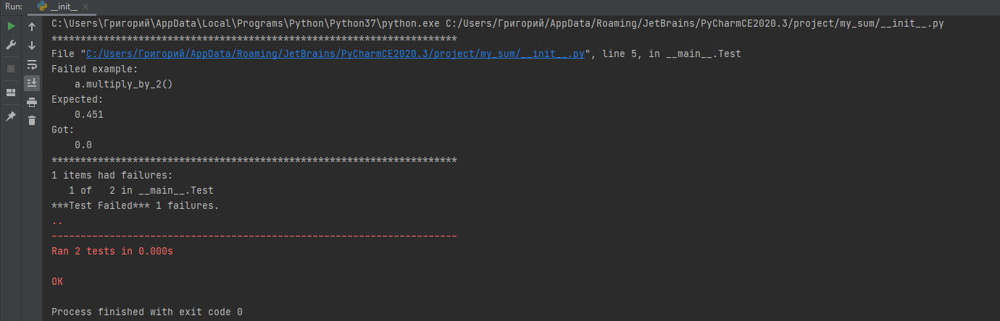 Run:
__init__
C:\Users\Григорий\AppData\Local\Programs\Python\Python37\python.exe C:/Users/Григорий/AppData/Roaming/JetBrains/PyCharmCE2020.3/project/my_sum/__init__.py
**********************************************************************
File "C:/Users/Григорий/AppData/Roaming/JetBrains/PyCharmCE2020.3/project/my_sum/__init__.py", line 5, in __main__.Test
Failed example:
    a.multiply_by_2()
Expected:
    0.451
Got:
    0.0
**********************************************************************
1 items had failures:
   1 of   2 in __main__.Test
***Test Failed*** 1 failures.
..
----------------------------------------------------------------------
Ran 2 tests in 0.000s
OK
Process finished with exit code 0